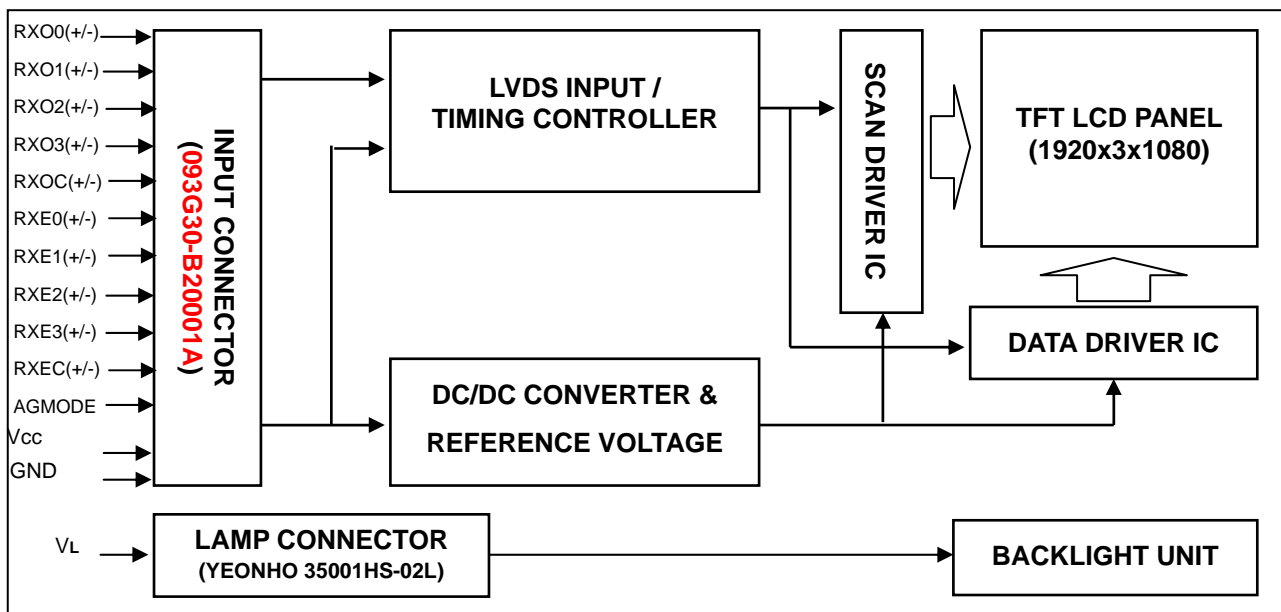 RXO0(+/-)
RXO1(+/-)
RXO2(+/-)
RXO3(+/-)
RXOC(+/-)
RXE0(+/-)
RXE1(+/-)
RXE2(+/-)
RXE3(+/-)
RXEC(+/-)
AGMODE
Vcc
GND
INPUT CONNECTOR
(093G30-B20001A)
LVDS INPUT /
TIMING CONTROLLER
SCAN DRIVER IC
TFT LCD PANEL
(1920x3x1080)
DATA DRIVER IC
DC/DC CONVERTER &
REFERENCE VOLTAGE
VL
LAMP CONNECTOR
(YEONHO 35001HS-02L)
BACKLIGHT UNIT